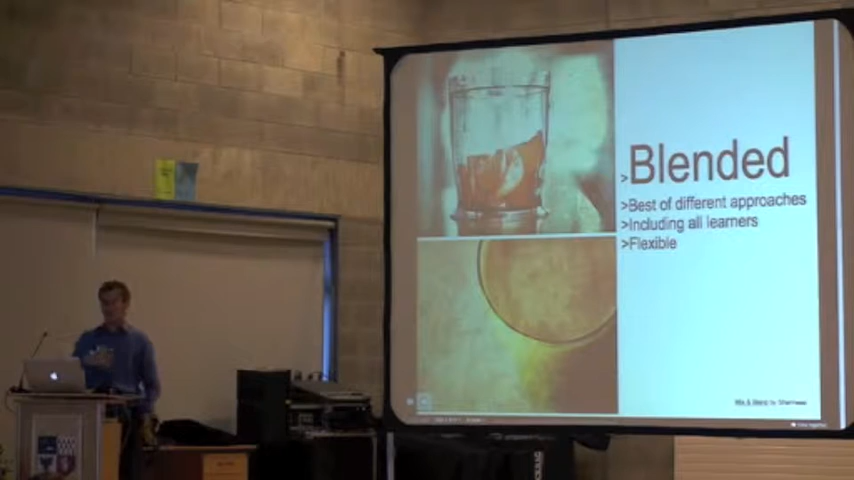 >Blended
>Best of different approaches
>Including all learners
>Flexible